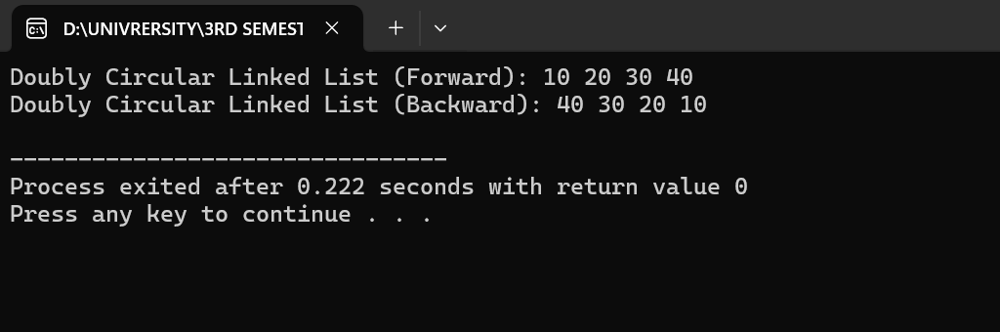 D:\UNIVRERSITY\3RD SEMEST
Doubly Circular Linked List (Forward): 10 20 30 40
Doubly Circular Linked List (Backward): 40 30 20 10
--------------------------------
Process exited after 0.222 seconds with return value 0
Press any key to continue . . .